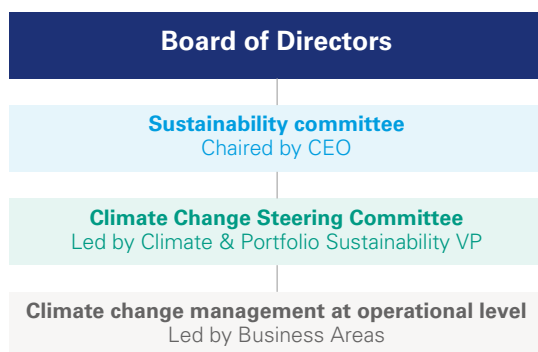 Board of Directors
Sustainability committee
Chaired by CEO
Climate Change Steering Committee
Led by Climate & Portfolio Sustainability VP
Climate change management at operational level
Led by Business Areas